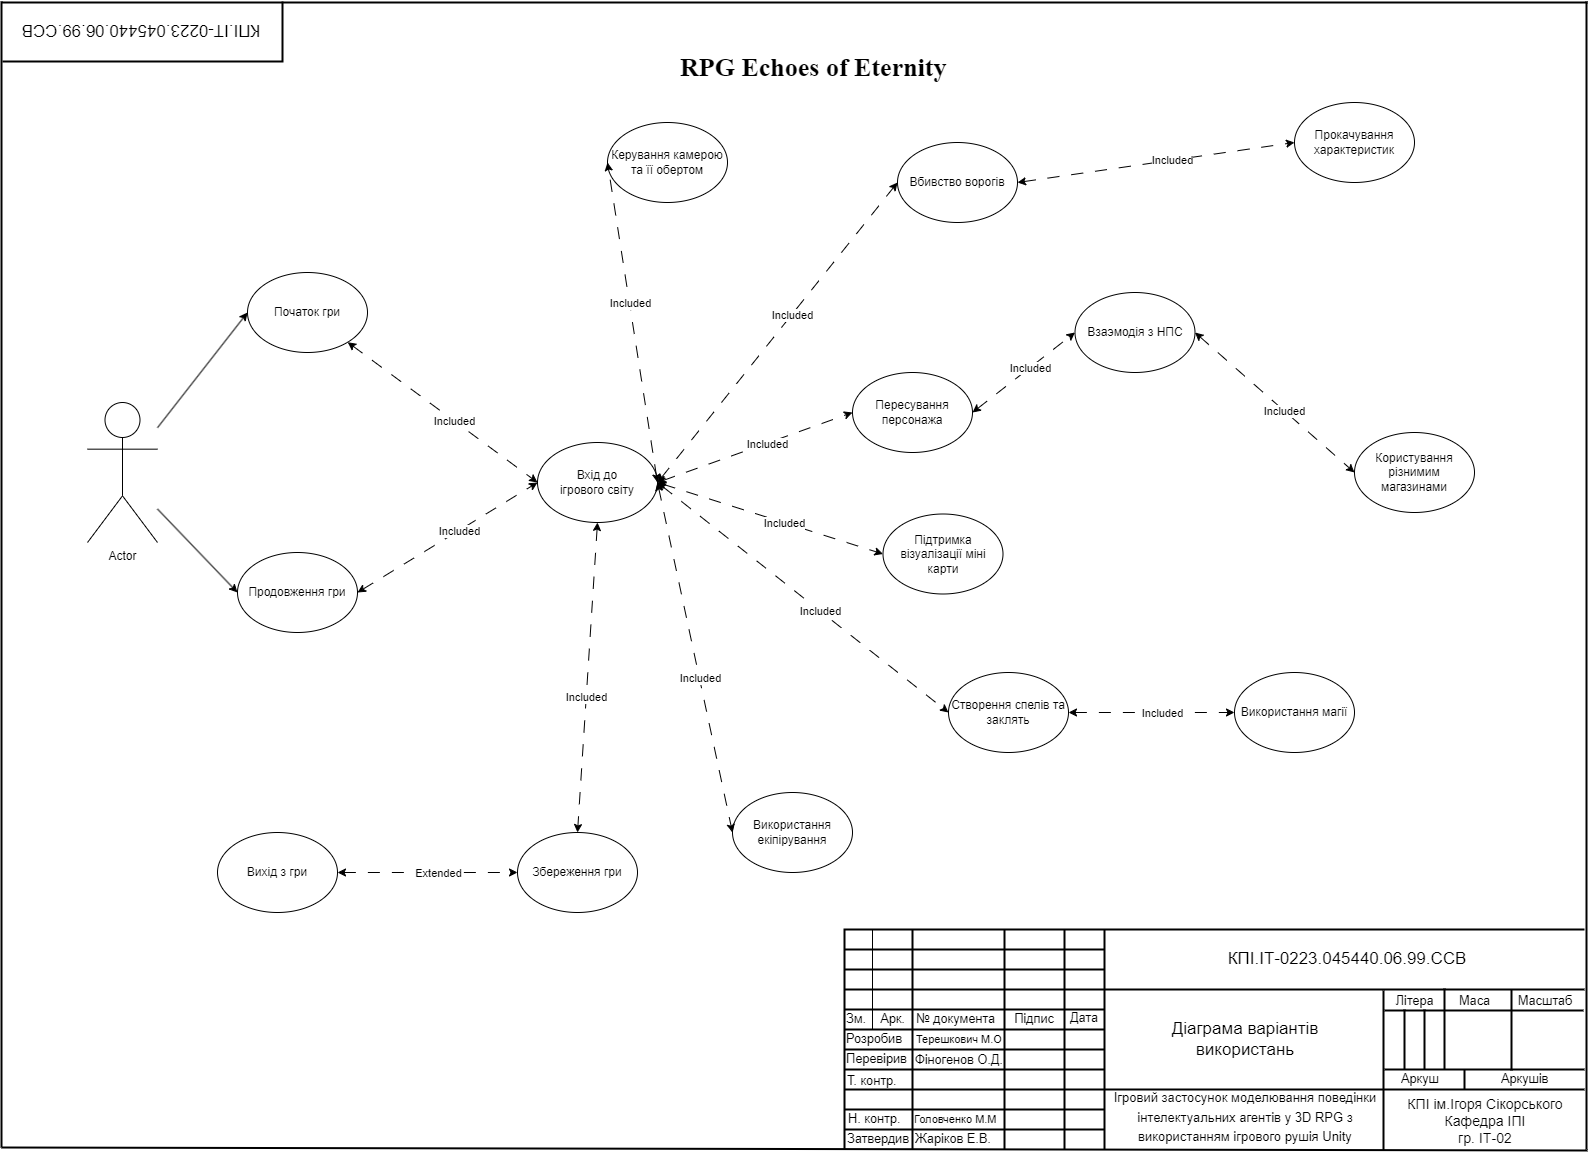 КПІ.ІТ-0223.045440.06.99.ССВ
RPG Echoes of Eternity
Керування камерою
та її обертом
Вбивство ворогів
Included
Прокачування
характеристик
Included
Included
Початок гри
Взаэмодія з НПС
Included
Included
Пересування
персонажа
Included
Included
Included
Вхід до
ігрового світу
Користування
різнимим
магазинами
Actor
Included
Included
Підтримка
візуалізації міні
карти
Продовження гри
Included
Included
Included
Створення спелів та
заклять
Included
Використання магії
Використання
екіпірування
Вихід з гри
Extended
Збереження гри
КПІ.ІТ-0223.045440.06.99.ССВ
Літера Маса Масштаб
Зм. Арк. № документа Підпис Дата
Розробив Терешкович М.О
Перевірив Фіногенов О.Д.
Т. контр.
Н. контр. Головченко М.М
Затвердив Жаріков Е.В.
Діаграма варіантів
використань
Аркуш Аркушів
Ігровий застосунок моделювання поведінки
інтелектуальних агентів у 3D RPG з
використанням ігрового рушія Unity
КПІ ім.Ігоря Сікорського
Кафедра ІПІ
гр. ІТ-02